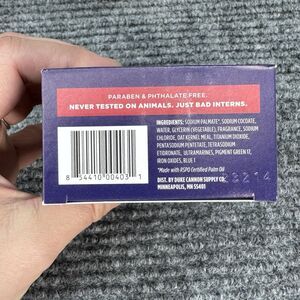 PARABEN & PHTHALATE FREE.
NEVER TESTED ON ANIMALS. JUST BAD INTERNS.
INGREDIENTS: SODIUM PALMATE*, SODIUM COCOATE,
WATER, GLYCERIN (VEGETABLE), FRAGRANCE, SODIUM
CHLORIDE, OAT KERNEL MEAL, TITANIUM DIOXIDE,
PENTASODIUM PENTETATE, TETRASODIUM
ETIDRONATE, ULTRAMARINES, PIGMENT GREEN 17,
IRON OXIDES, BLUE 1
*Made with RSPO Certified Palm Oil
DIST. BY DUKE CANNON SUPPLY CO.
MINNEAPOLIS, MN 55401
8 54410 00403 1